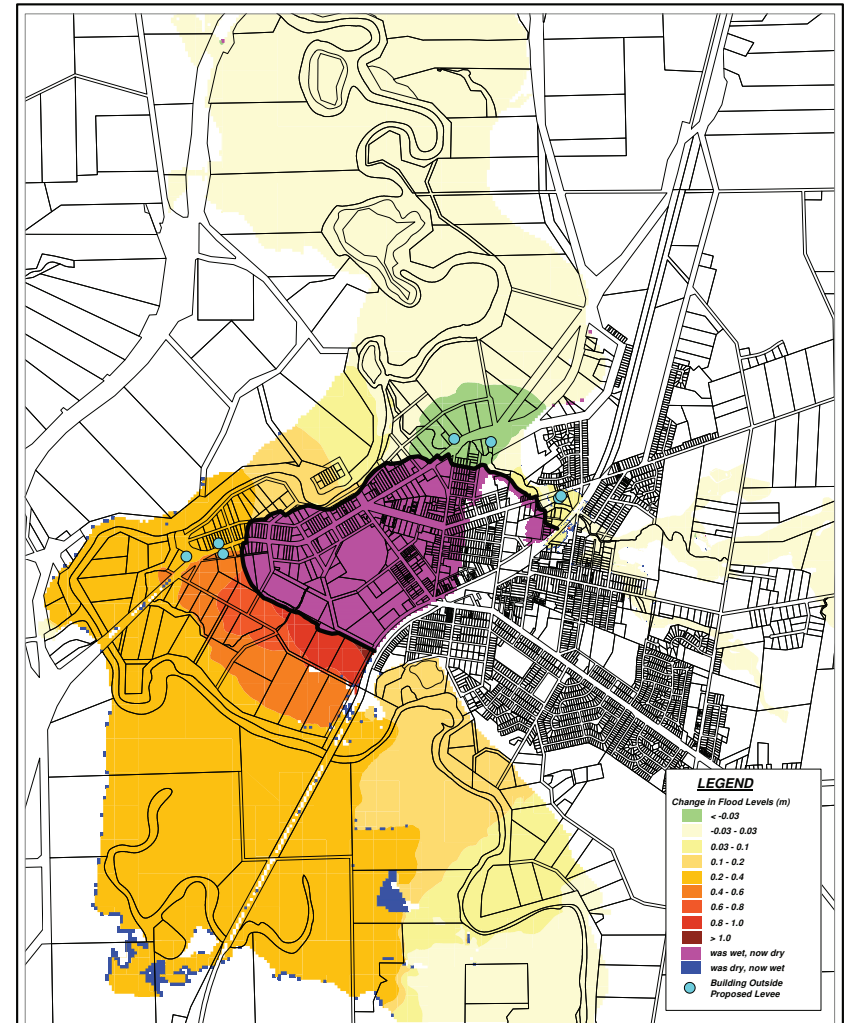 LEGEND
Change in Flood Levels (m)
< -0.03
-0.03 - 0.03
0.03 - 0.1
0.1 - 0.2
0.2 - 0.4
0.4 - 0.6
0.6 - 0.8
0.8 - 1.0
> 1.0
was wet, now dry
was dry, now wet
Building Outside
Proposed Levee